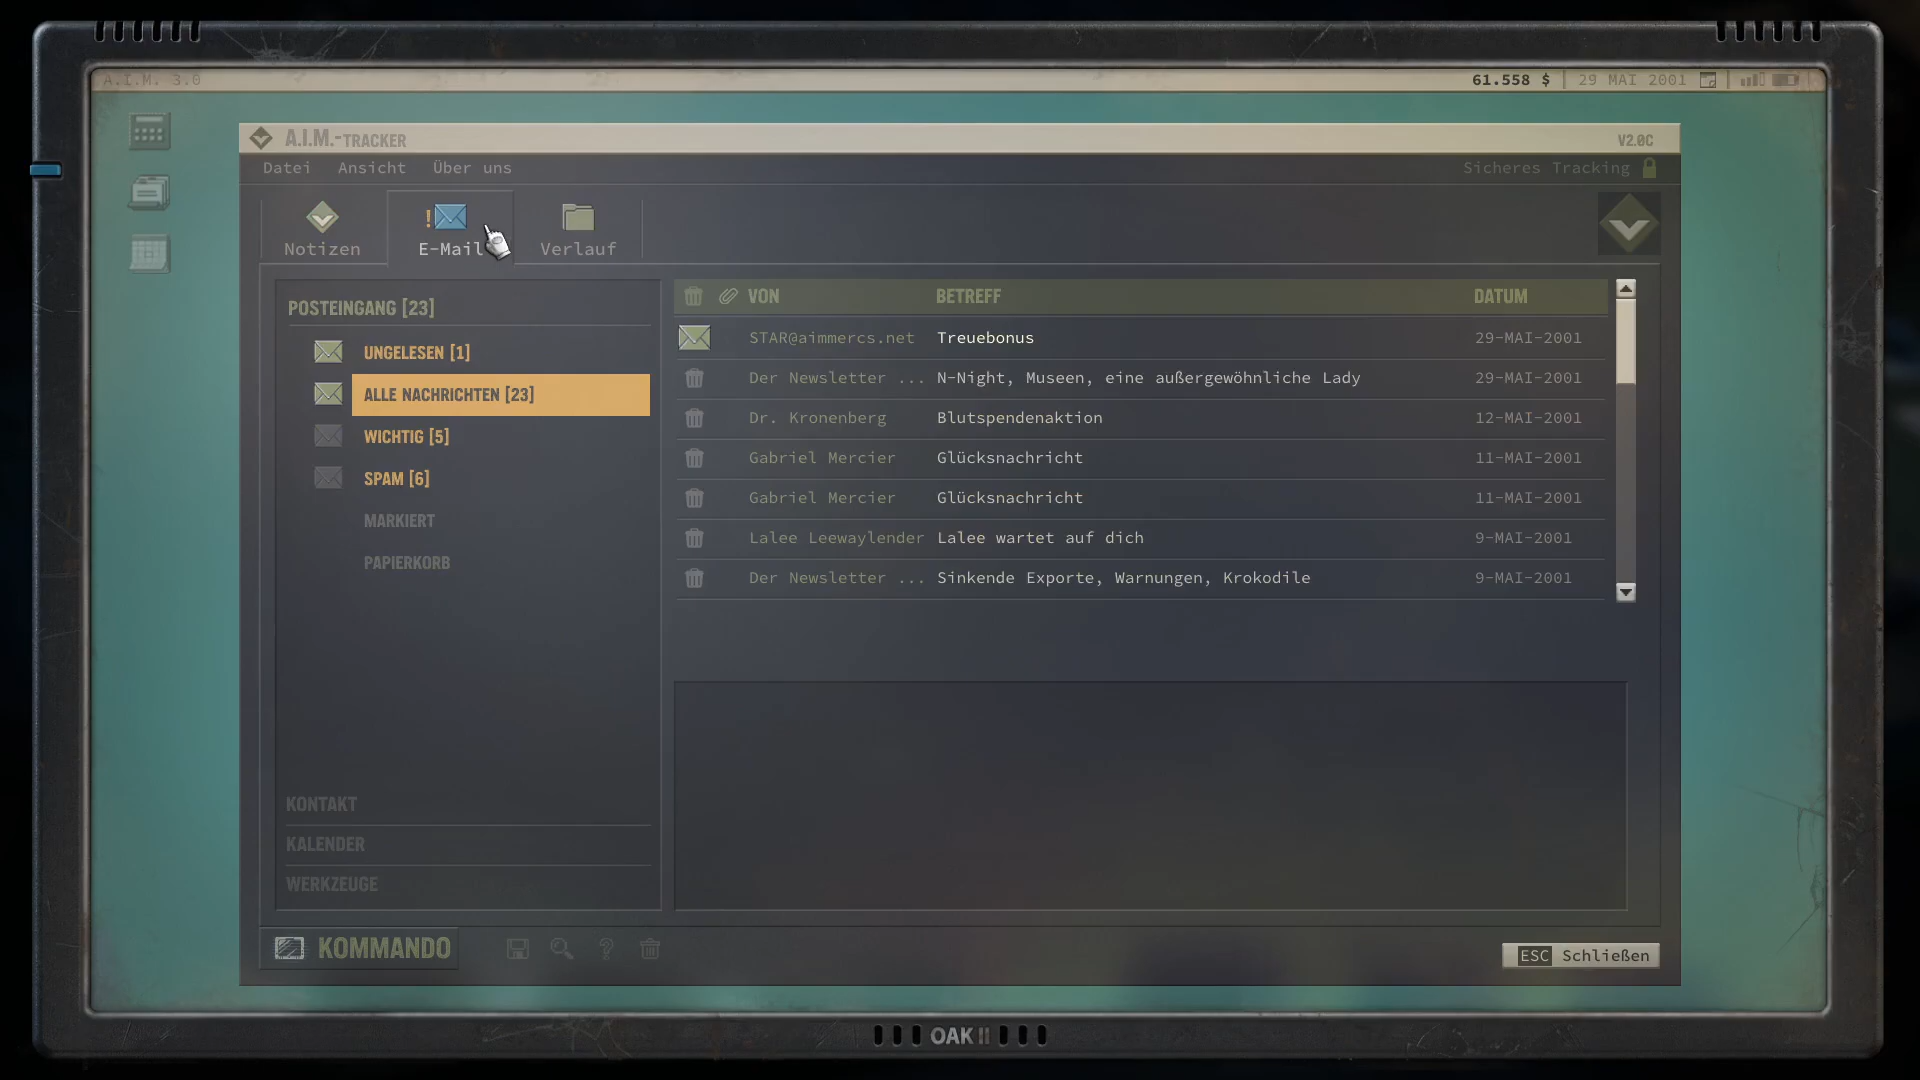 A.I.M. 3.0
61.558 $ | 29 MAI 2001
A.I.M.-TRACKER
V2.0C
Datei Ansicht Über uns
Sicheres Tracking
Notizen
! E-Mail
Verlauf
POSTEINGANG [23]
UNGELESEN [1]
ALLE NACHRICHTEN [23]
WICHTIG [5]
SPAM [6]
MARKIERT
PAPIERKORB
KONTAKT
KALENDER
WERKZEUGE
VON BETREFF DATUM
STAR@aimmercs.net Treuebonus 29-MAI-2001
Der Newsletter ... N-Night, Museen, eine außergewöhnliche Lady 29-MAI-2001
Dr. Kronenberg Blutspendenaktion 12-MAI-2001
Gabriel Mercier Glücksnachricht 11-MAI-2001
Gabriel Mercier Glücksnachricht 11-MAI-2001
Lalee Leewaylender Lalee wartet auf dich 9-MAI-2001
Der Newsletter ... Sinkende Exporte, Warnungen, Krokodile 9-MAI-2001
KOMMANDO
?
ESC Schließen
OAK II